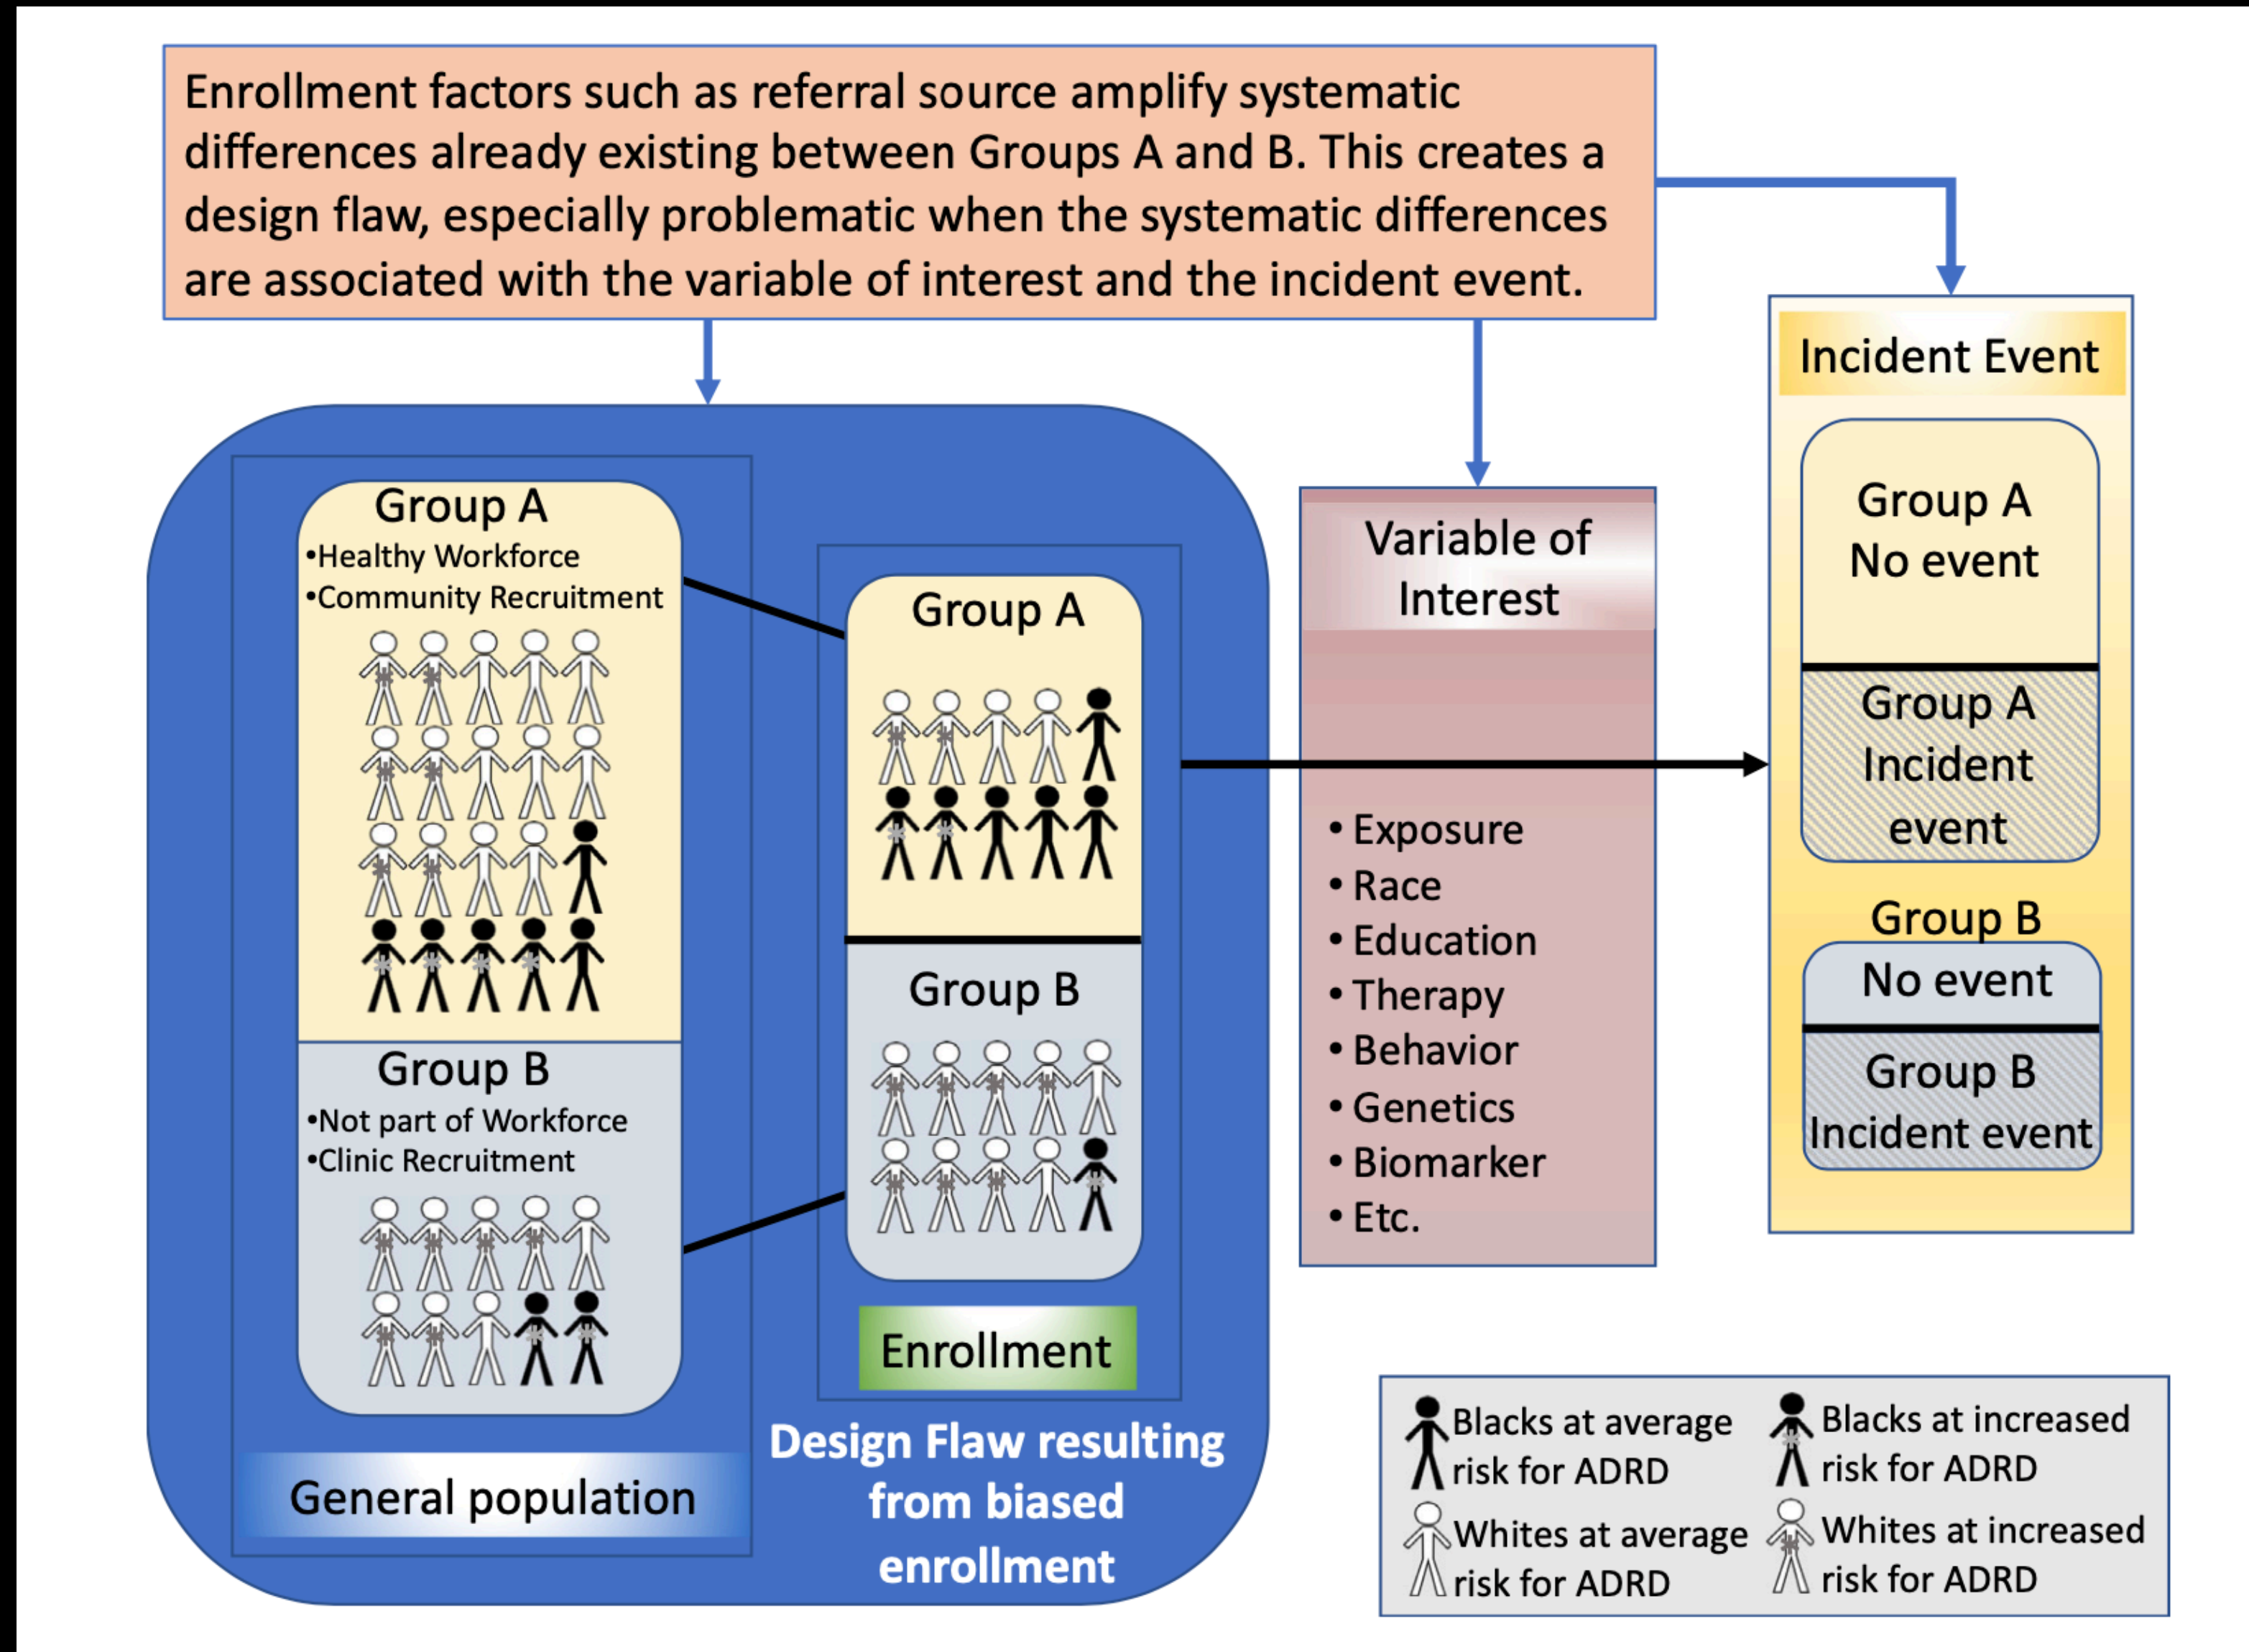 Enrollment factors such as referral source amplify systematic
differences already existing between Groups A and B. This creates a
design flaw, especially problematic when the systematic differences
are associated with the variable of interest and the incident event.
Group A
•Healthy Workforce
•Community Recruitment
Group B
•Not part of Workforce
•Clinic Recruitment
General population
Group A
Group B
Enrollment
Design Flaw resulting
from biased
enrollment
Variable of
Interest
• Exposure
• Race
• Education
• Therapy
• Behavior
• Genetics
• Biomarker
• Etc.
Incident Event
Group A
No event
Group A
Incident
event
Group B
No event
Group B
Incident event
Blacks at average
risk for ADRD
Blacks at increased
risk for ADRD
Whites at average
risk for ADRD
Whites at increased
risk for ADRD